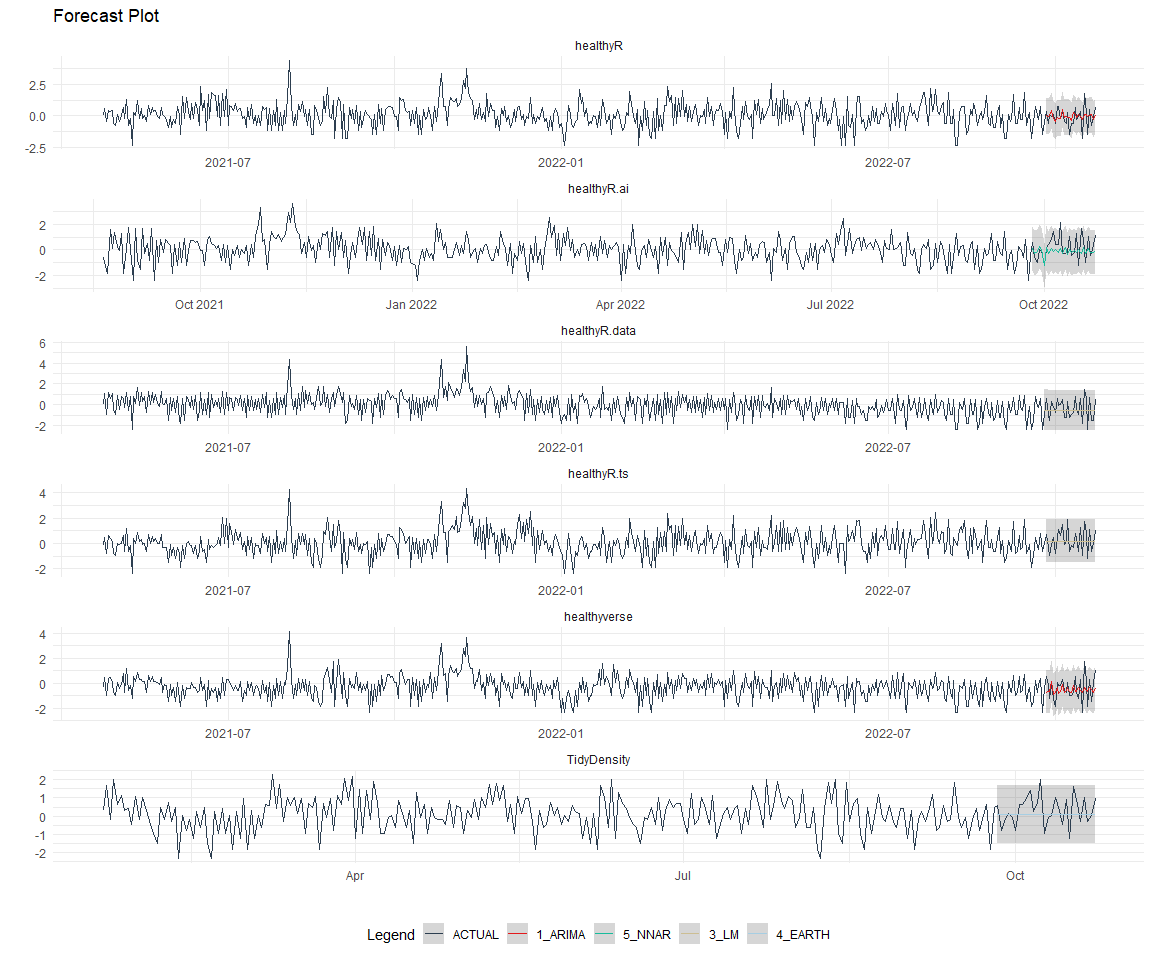 Forecast Plot
healthyR
2.5
0.0
-2.5
2021-07 2022-01 2022-07
healthyR.ai
2
0
-2
Oct 2021 Jan 2022 Apr 2022 Jul 2022 Oct 2022
healthyR.data
6
4
2
0
-2
2021-07 2022-01 2022-07
healthyR.ts
4
2
0
-2
2021-07 2022-01 2022-07
healthyverse
4
2
0
-2
2021-07 2022-01 2022-07
TidyDensity
2
1
0
-1
-2
Apr Jul Oct
Legend ACTUAL 1_ARIMA 5_NNAR 3_LM 4_EARTH